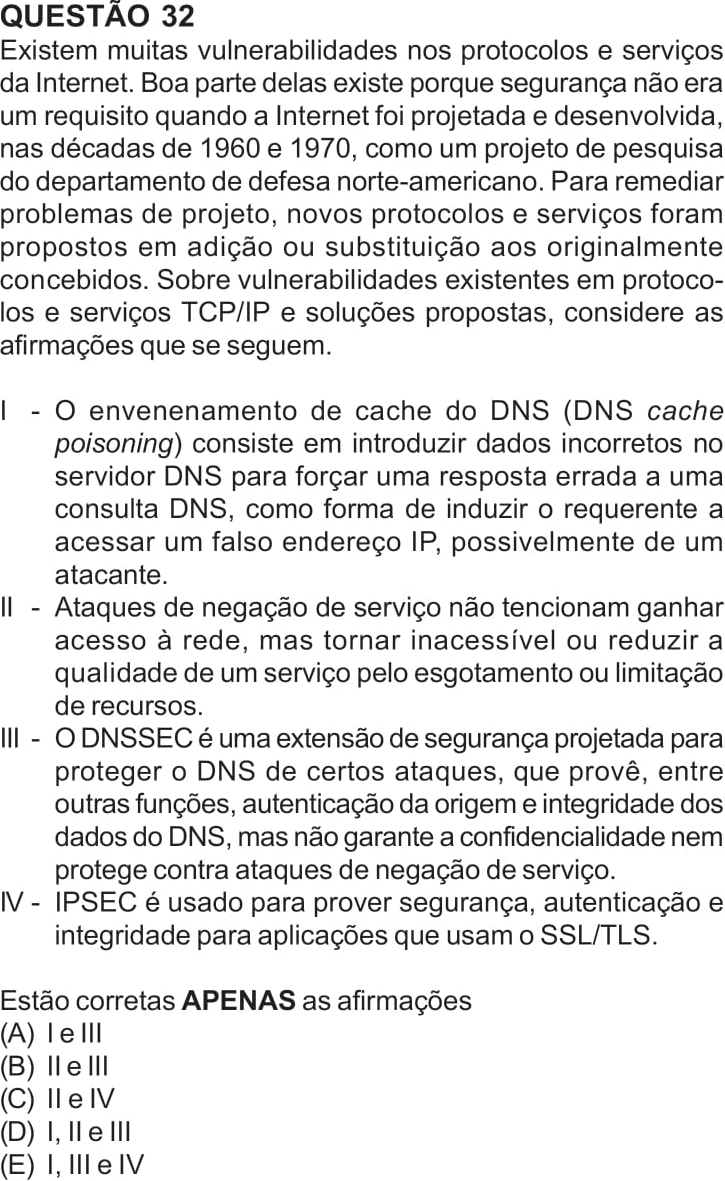 QUESTÃO 32
Existem muitas vulnerabilidades nos protocolos e serviços
da Internet. Boa parte delas existe porque segurança não era
um requisito quando a Internet foi projetada e desenvolvida,
nas décadas de 1960 e 1970, como um projeto de pesquisa
do departamento de defesa norte-americano. Para remediar
problemas de projeto, novos protocolos e serviços foram
propostos em adição ou substituição aos originalmente
concebidos. Sobre vulnerabilidades existentes em protoco-
los e serviços TCP/IP e soluções propostas, considere as
afirmações que se seguem.
I - O envenenamento de cache do DNS (DNS cache
poisoning) consiste em introduzir dados incorretos no
servidor DNS para forçar uma resposta errada a uma
consulta DNS, como forma de induzir o requerente a
acessar um falso endereço IP, possivelmente de um
atacante.
II - Ataques de negação de serviço não tencionam ganhar
acesso à rede, mas tornar inacessível ou reduzir a
qualidade de um serviço pelo esgotamento ou limitação
de recursos.
III - O DNSSEC é uma extensão de segurança projetada para
proteger o DNS de certos ataques, que provê, entre
outras funções, autenticação da origem e integridade dos
dados do DNS, mas não garante a confidencialidade nem
protege contra ataques de negação de serviço.
IV - IPSEC é usado para prover segurança, autenticação e
integridade para aplicações que usam o SSL/TLS.
Estão corretas APENAS as afirmações
(A) I e III
(B) II e III
(C) II e IV
(D) I, II e III
(E) I, III e IV